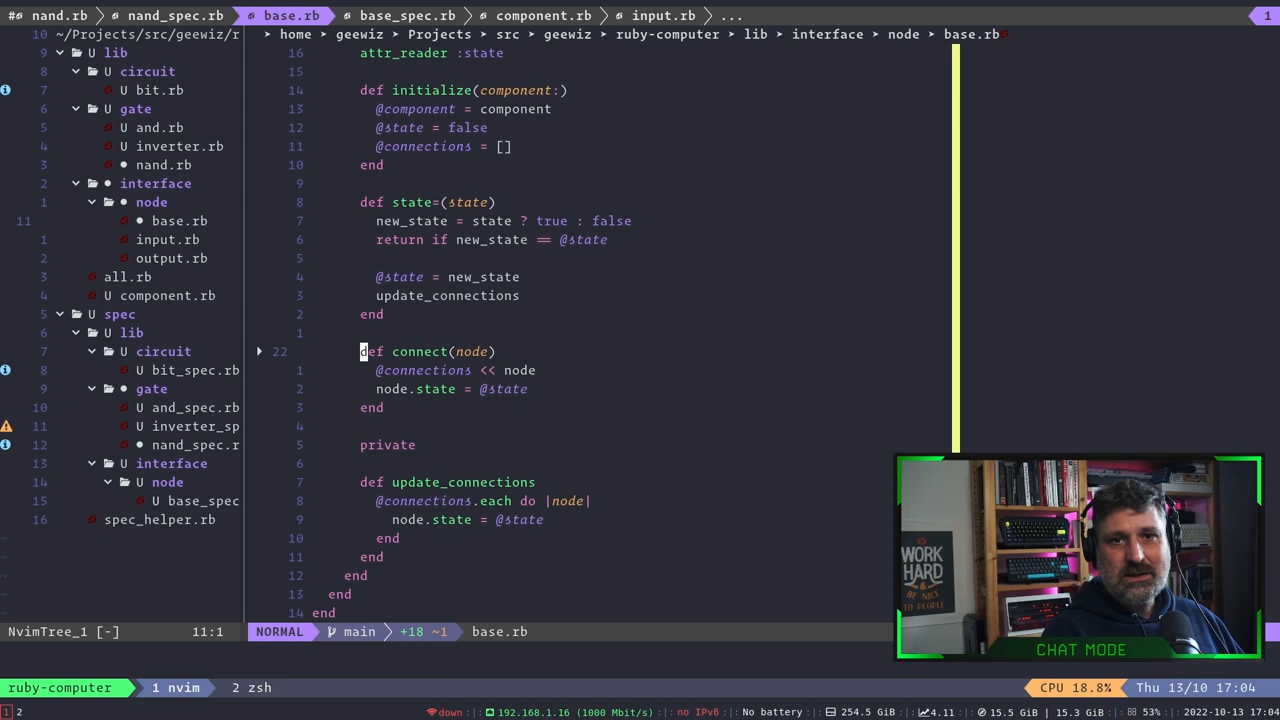 nand.rb nand_spec.rb base.rb base_spec.rb component.rb input.rb ... 1
10 ~/Projects/src/geewiz/r
9 U lib
8 U circuit
7 U bit.rb
6 U gate
5 U and.rb
4 U inverter.rb
3 • nand.rb
2 • interface
1 • node
11 • base.rb
1 U input.rb
2 U output.rb
3 all.rb
4 U component.rb
5 U spec
6 U lib
7 U circuit
8 U bit_spec.rb
9 • gate
10 U and_spec.rb
11 U inverter_sp
12 • nand_spec.r
13 U interface
14 U node
15 U base_spec
16 spec_helper.rb
~
~
~
~
~
NvimTree_1 [-] 11:1
home geewiz Projects src geewiz ruby-computer lib interface node base.rb
16 attr_reader :state
15
14 def initialize(component:)
13 @component = component
12 @state = false
11 @connections = []
10 end
9
8 def state=(state)
7 new_state = state ? true : false
6 return if new_state == @state
5
4 @state = new_state
3 update_connections
2 end
1
22 def connect(node)
1 @connections << node
2 node.state = @state
3 end
4
5 private
6
7 def update_connections
8 @connections.each do |node|
9 node.state = @state
10 end
11 end
12 end
13 end
14 end
NORMAL main +18 ~1 base.rb
WORK
HARD
& BE NICE
TO PEOPLE
CHAT MODE
ruby-computer 1 nvim 2 zsh CPU 18.8% Thu 13/10 17:04
1 2 down :|: 192.168.1.16 (1000 Mbit/s) :|: no IPv6 :|: No battery :|: 254.5 GiB :|: 4.11 :|: 15.5 GiB | 15.3 GiB :|: 53% :|: 2022-10-13 17:04